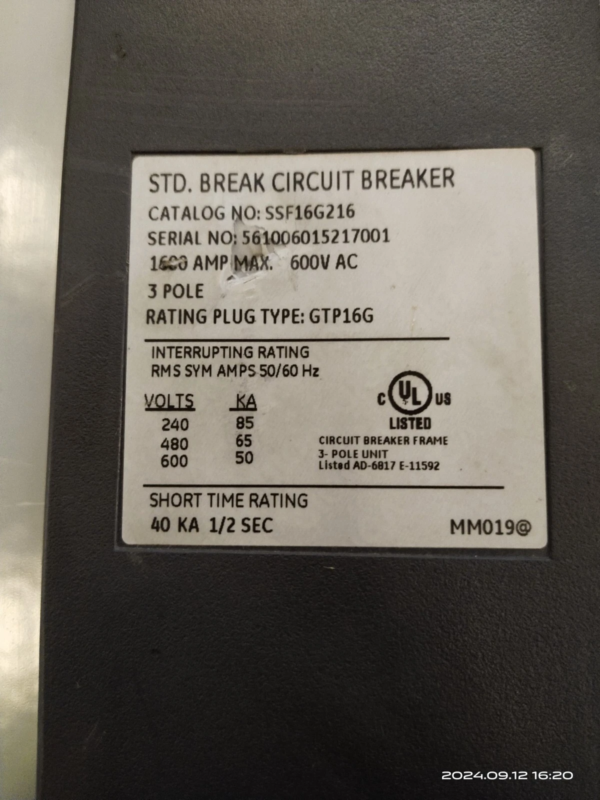 STD. BREAK CIRCUIT BREAKER
CATALOG NO: SSF16G216
SERIAL NO: 561006015217001
AMP MAX. 600V AC
3 POLE
RATING PLUG TYPE: GTP16G
INTERRUPTING RATING
RMS SYM AMPS 50/60 Hz
VOLTS KA
240 85
480 65
600 50
C UL US
LISTED
CIRCUIT BREAKER FRAME
3- POLE UNIT
Listed AD-6817 E-11592
SHORT TIME RATING
40 KA 1/2 SEC
MM019@
2024.09.12 16:20